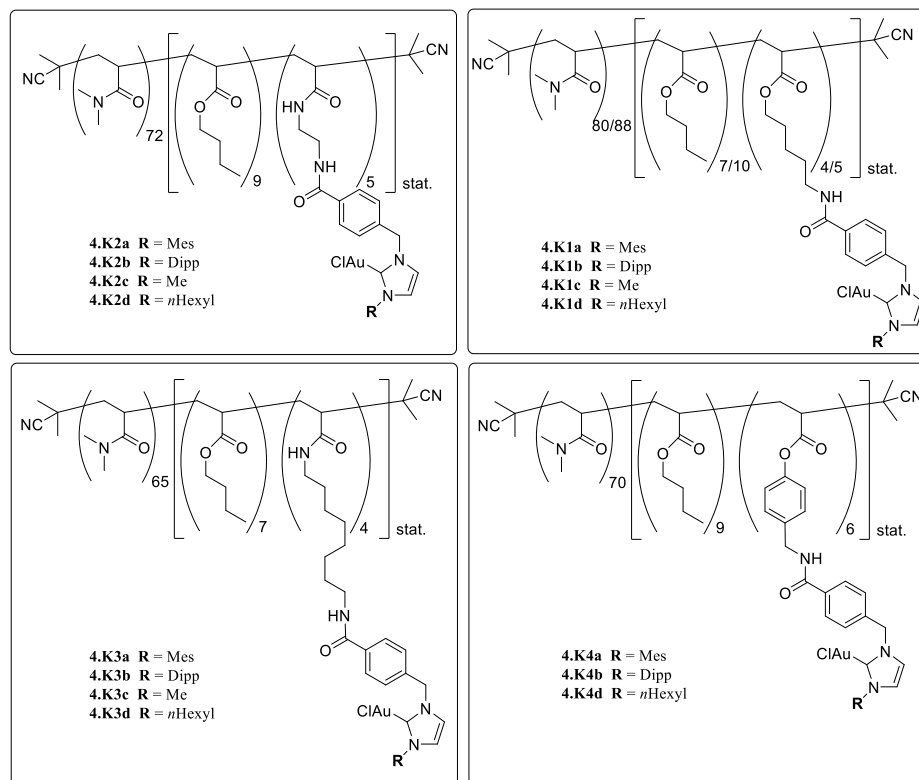 CN
NC
N
O
72
O
O
9
HN
O
NH
O
5
stat.
N
ClAu
N
R
4.K2a R = Mes
4.K2b R = Dipp
4.K2c R = Me
4.K2d R = nHexyl
CN
NC
N
O
80/88
O
O
7/10
O
O
4/5
stat.
NH
O
N
ClAu
N
R
4.K1a R = Mes
4.K1b R = Dipp
4.K1c R = Me
4.K1d R = nHexyl
CN
NC
N
O
65
O
O
7
HN
O
4
stat.
HN
O
N
ClAu
N
R
4.K3a R = Mes
4.K3b R = Dipp
4.K3c R = Me
4.K3d R = nHexyl
CN
NC
N
O
70
O
O
9
O
O
6
stat.
NH
O
N
ClAu
N
R
4.K4a R = Mes
4.K4b R = Dipp
4.K4d R = nHexyl